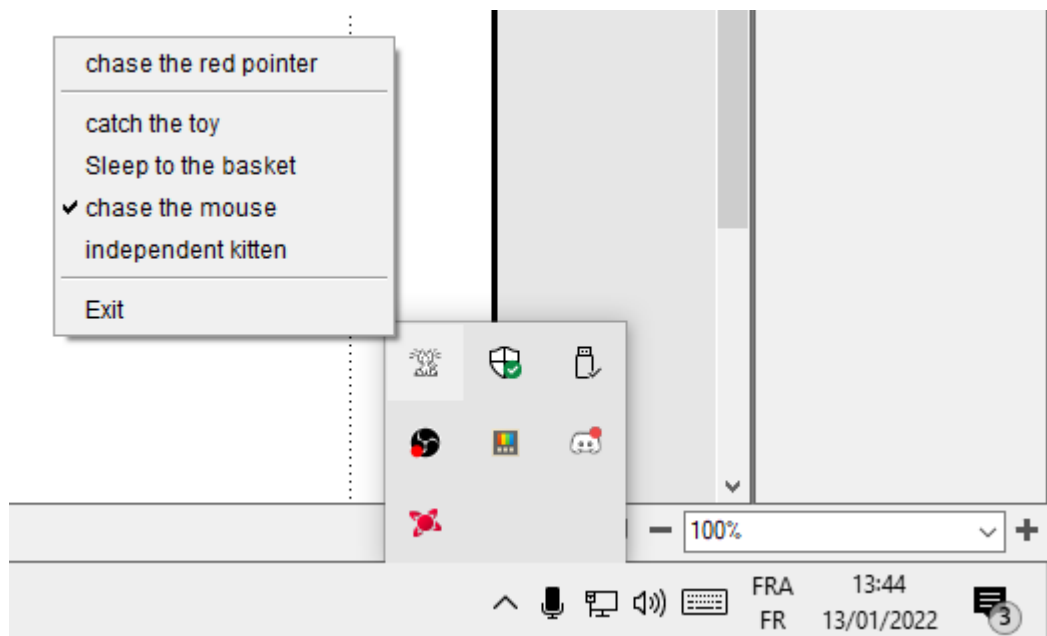 chase the red pointer
catch the toy
Sleep to the basket
chase the mouse
independent kitten
Exit
100%
FRA 13:44
FR 13/01/2022
3